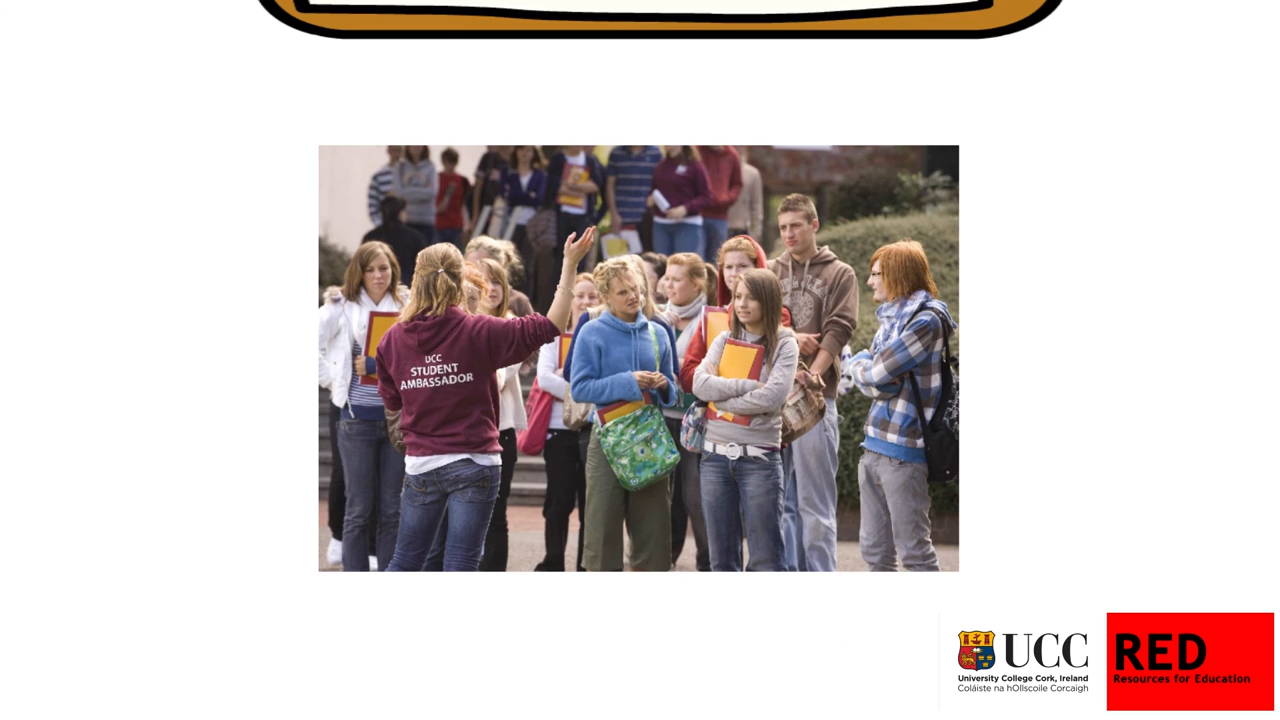 UCC
STUDENT
AMBASSADOR
UCC
University College Cork, Ireland
Coláiste na hOllscoile Corcaigh
RED
Resources for Education